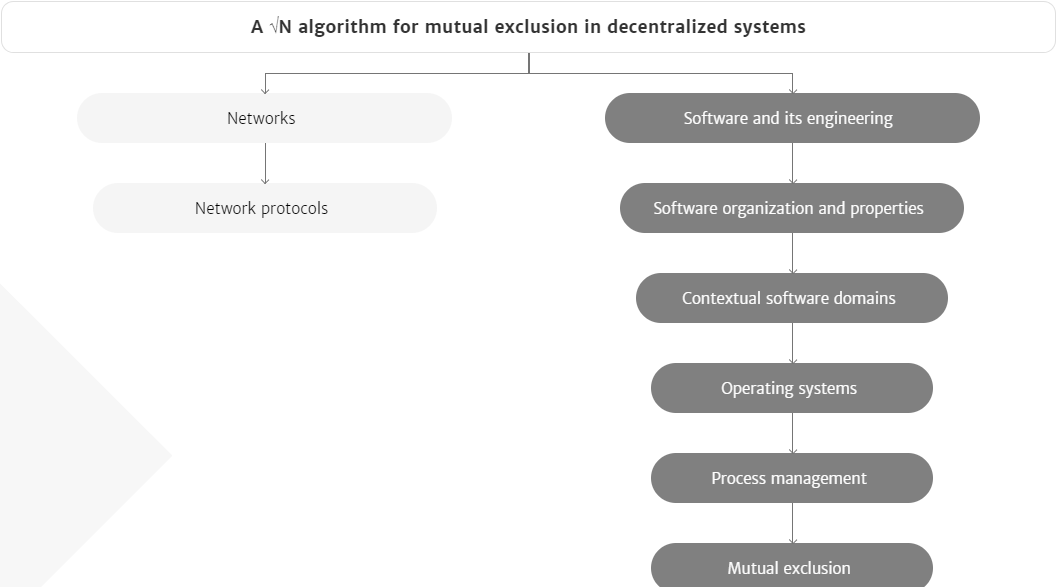 A √N algorithm for mutual exclusion in decentralized systems
Networks
Network protocols
Software and its engineering
Software organization and properties
Contextual software domains
Operating systems
Process management
Mutual exclusion